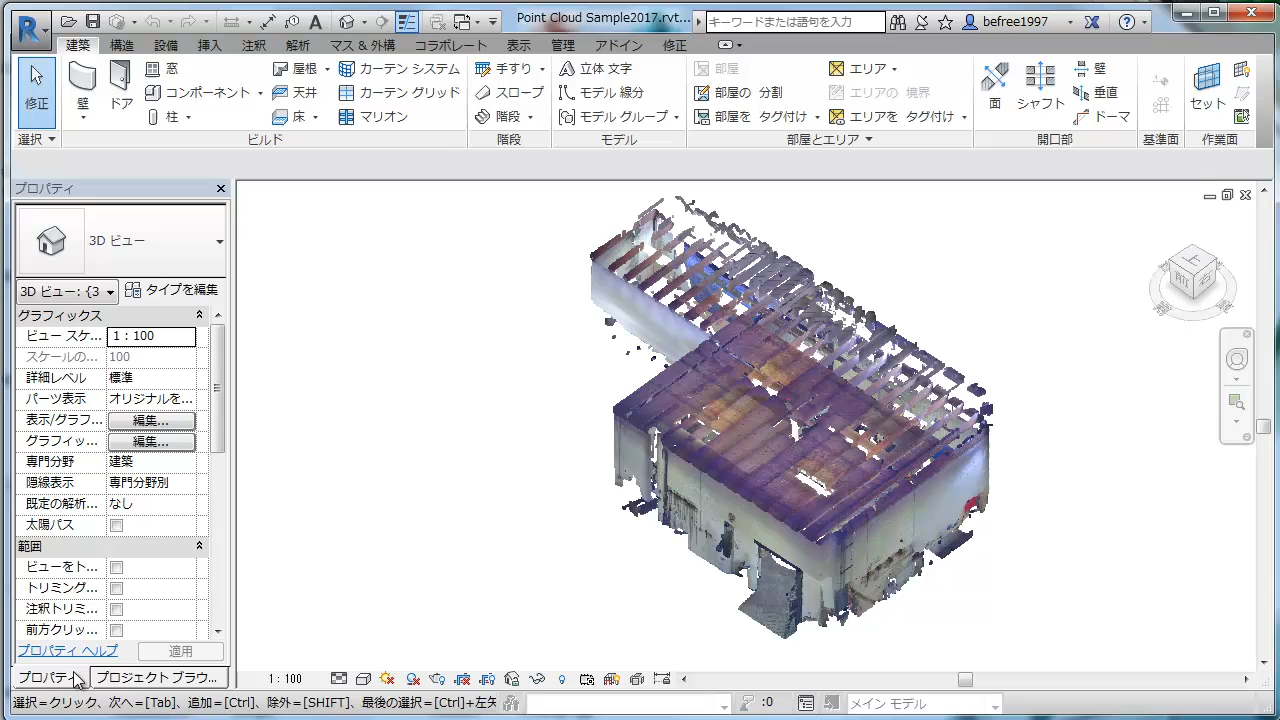 Point Cloud Sample2017.rvt...
キーワードまたは語句を入力
befree1997
建築 構造 設備 挿入 注釈 解析 マス & 外構 コラボレート 表示 管理 アドイン 修正
修正
壁
ドア
窓
コンポーネント
柱
屋根
天井
床
カーテン システム
カーテン グリッド
マリオン
手すり
スロープ
階段
立体 文字
モデル 線分
モデル グループ
部屋
部屋の 分割
部屋を タグ付け
エリア
エリアの 境界
エリアを タグ付け
面
シャフト
壁
垂直
ドーマ
セット
選択 ビルド 階段 モデル 部屋とエリア 開口部 基準面 作業面
プロパティ
3D ビュー
3D ビュー: {3 タイプを編集
グラフィックス
ビュー スケ... 1 : 100
スケールの... 100
詳細レベル 標準
パーツ表示 オリジナルを...
表示/グラフ... 編集...
グラフィッ... 編集...
専門分野 建築
隠線表示 専門分野別
既定の解析... なし
太陽パス
範囲
ビューをト...
トリミング...
注釈トリミ...
前方クリッ...
プロパティ ヘルプ 適用
プロパティ プロジェクト ブラウ...
1 : 100
選択=クリック、次へ=[Tab]、追加=[Ctrl]、除外=[SHIFT]、最後の選択=[Ctrl]+左矢
:0
メイン モデル
上